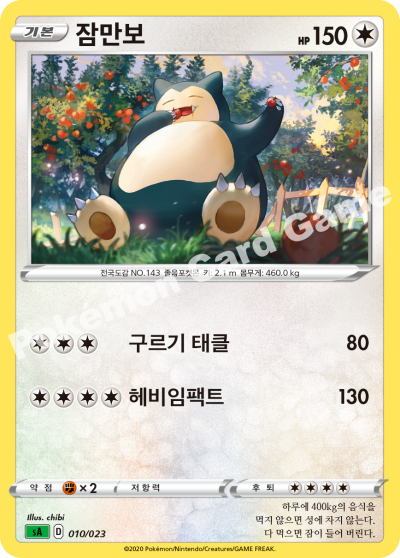 기본 잠만보 HP 150
전국도감 NO.143 졸음포켓몬 키: 2.1 m 몸무게: 460.0 kg
구르기 태클 80
헤비임팩트 130
약점 ×2 저항력 후퇴
Illus. chibi
sA D 010/023
하루에 400kg의 음식을
먹지 않으면 성에 차지 않는다.
다 먹으면 잠이 들어 버린다.
©2020 Pokémon/Nintendo/Creatures/GAME FREAK.
Pokémon Card Game